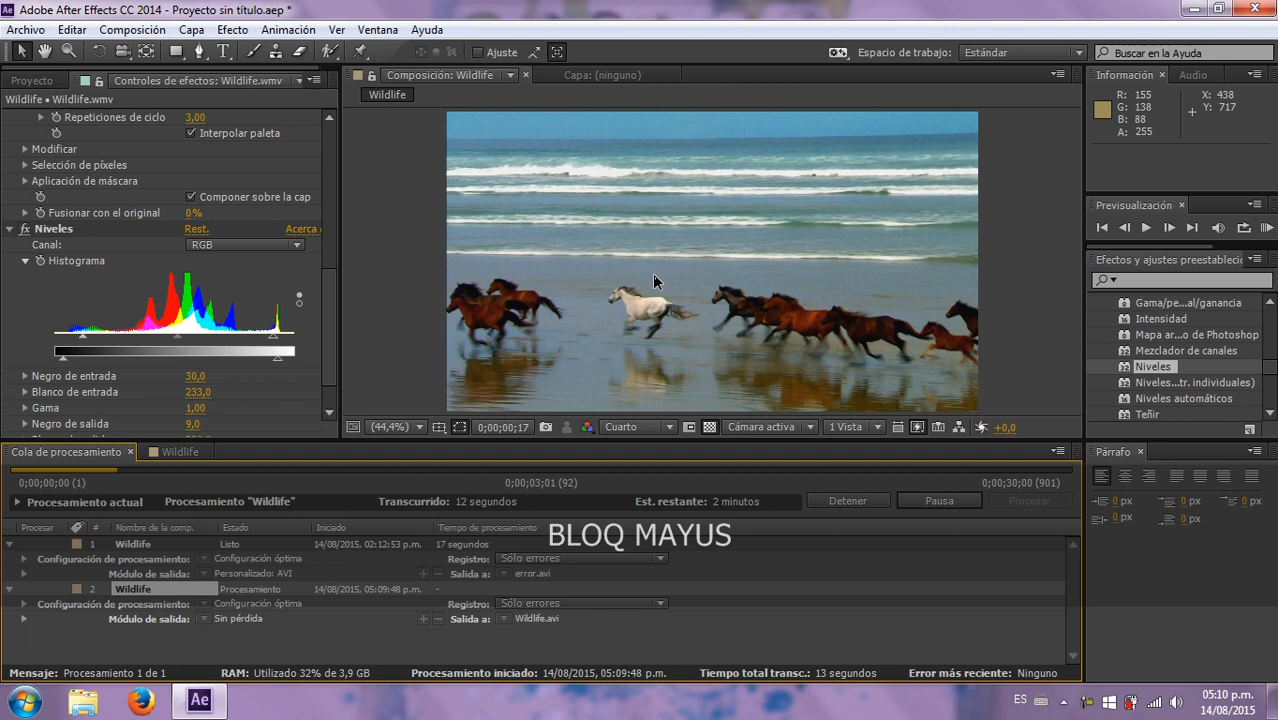 Adobe After Effects CC 2014 - Proyecto sin título.aep *
Archivo Editar Composición Capa Efecto Animación Ver Ventana Ayuda
Ajuste Espacio de trabajo: Estándar Buscar en la Ayuda
Proyecto Controles de efectos: Wildlife.wmv Composición: Wildlife Capa: (ninguno) Información Audio
Wildlife • Wildlife.wmv Wildlife
R: 155 X: 438
G: 138 Y: 717
B: 88
A: 255
Repeticiones de ciclo 3,00
Interpolar paleta
Modificar
Selección de píxeles
Aplicación de máscara
Componer sobre la cap
Fusionar con el original 0%
fx Niveles Rest. Acerca
Canal: RGB
Histograma
Negro de entrada 30,0
Blanco de entrada 233,0
Gama 1,00
Negro de salida 9,0
(44,4%) 0;00;00;17 Cuarto Cámara activa 1 Vista +0,0
Previsualización
Efectos y ajustes preestablecic
Gama/pe...al/ganancia
Intensidad
Mapa ar...o de Photoshop
Mezclador de canales
Niveles
Niveles...tr. individuales)
Niveles automáticos
Teñir
Párrafo
0 px 0 px 0 px
0 px 0 px
Cola de procesamiento Wildlife
0;00;00;00 (1) 0;00;03;01 (92) 0;00;30;00 (901)
Procesamiento actual Procesamiento "Wildlife" Transcurrido: 12 segundos Est. restante: 2 minutos Detener Pausa Procesar
Procesar # Nombre de la comp. Estado Iniciado Tiempo de procesamiento
BLOQ MAYUS
1 Wildlife Listo 14/08/2015, 02:12:53 p.m. 17 segundos
Configuración de procesamiento: Configuración óptima Registro: Sólo errores
Módulo de salida: Personalizado: AVI Salida a: error.avi
2 Wildlife Procesamiento 14/08/2015, 05:09:48 p.m. -
Configuración de procesamiento: Configuración óptima Registro: Sólo errores
Módulo de salida: Sin pérdida Salida a: Wildlife.avi
Mensaje: Procesamiento 1 de 1 RAM: Utilizado 32% de 3,9 GB Procesamiento iniciado: 14/08/2015, 05:09:48 p.m. Tiempo total transc.: 13 segundos Error más reciente: Ninguno
Ae ES 05:10 p.m.
14/08/2015